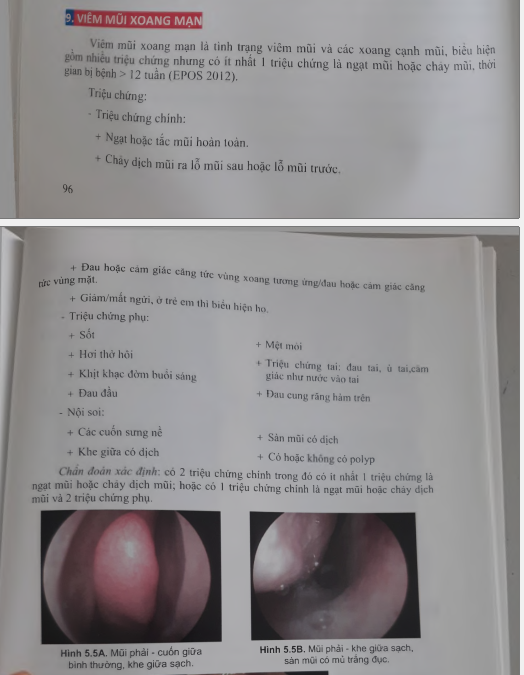 9. VIÊM MŨI XOANG MẠN
Viêm mũi xoang mạn là tình trạng viêm mũi và các xoang cạnh mũi, biểu hiện
gồm nhiều triệu chứng nhưng có ít nhất 1 triệu chứng là ngạt mũi hoặc chảy mũi, thời
gian bị bệnh > 12 tuần (EPOS 2012).
Triệu chứng:
- Triệu chứng chính:
+ Ngạt hoặc tắc mũi hoàn toàn.
+ Chảy dịch mũi ra lỗ mũi sau hoặc lỗ mũi trước.
96
+ Đau hoặc cảm giác căng tức vùng xoang tương ứng/đau hoặc cảm giác căng
tức vùng mặt.
+ Giảm/mất ngửi, ở trẻ em thì biểu hiện ho.
- Triệu chứng phụ:
+ Sốt
+ Hơi thở hôi
+ Khịt khạc đờm buổi sáng
+ Đau đầu
+ Mệt mỏi
+ Triệu chứng tai: đau tai, ù tai,cảm
giác như nước vào tai
+ Đau cung răng hàm trên
- Nội soi:
+ Các cuốn sưng nề
+ Khe giữa có dịch
+ Sàn mũi có dịch
+ Có hoặc không có polyp
Chẩn đoán xác định: có 2 triệu chứng chính trong đó có ít nhất 1 triệu chứng là
ngạt mũi hoặc chảy dịch mũi; hoặc có 1 triệu chứng chính là ngạt mũi hoặc chảy dịch
mũi và 2 triệu chứng phụ.
Hình 5.5A. Mũi phải - cuốn giữa
bình thường, khe giữa sạch.
Hình 5.5B. Mũi phải - khe giữa sạch,
sàn mũi có mủ trắng đục.